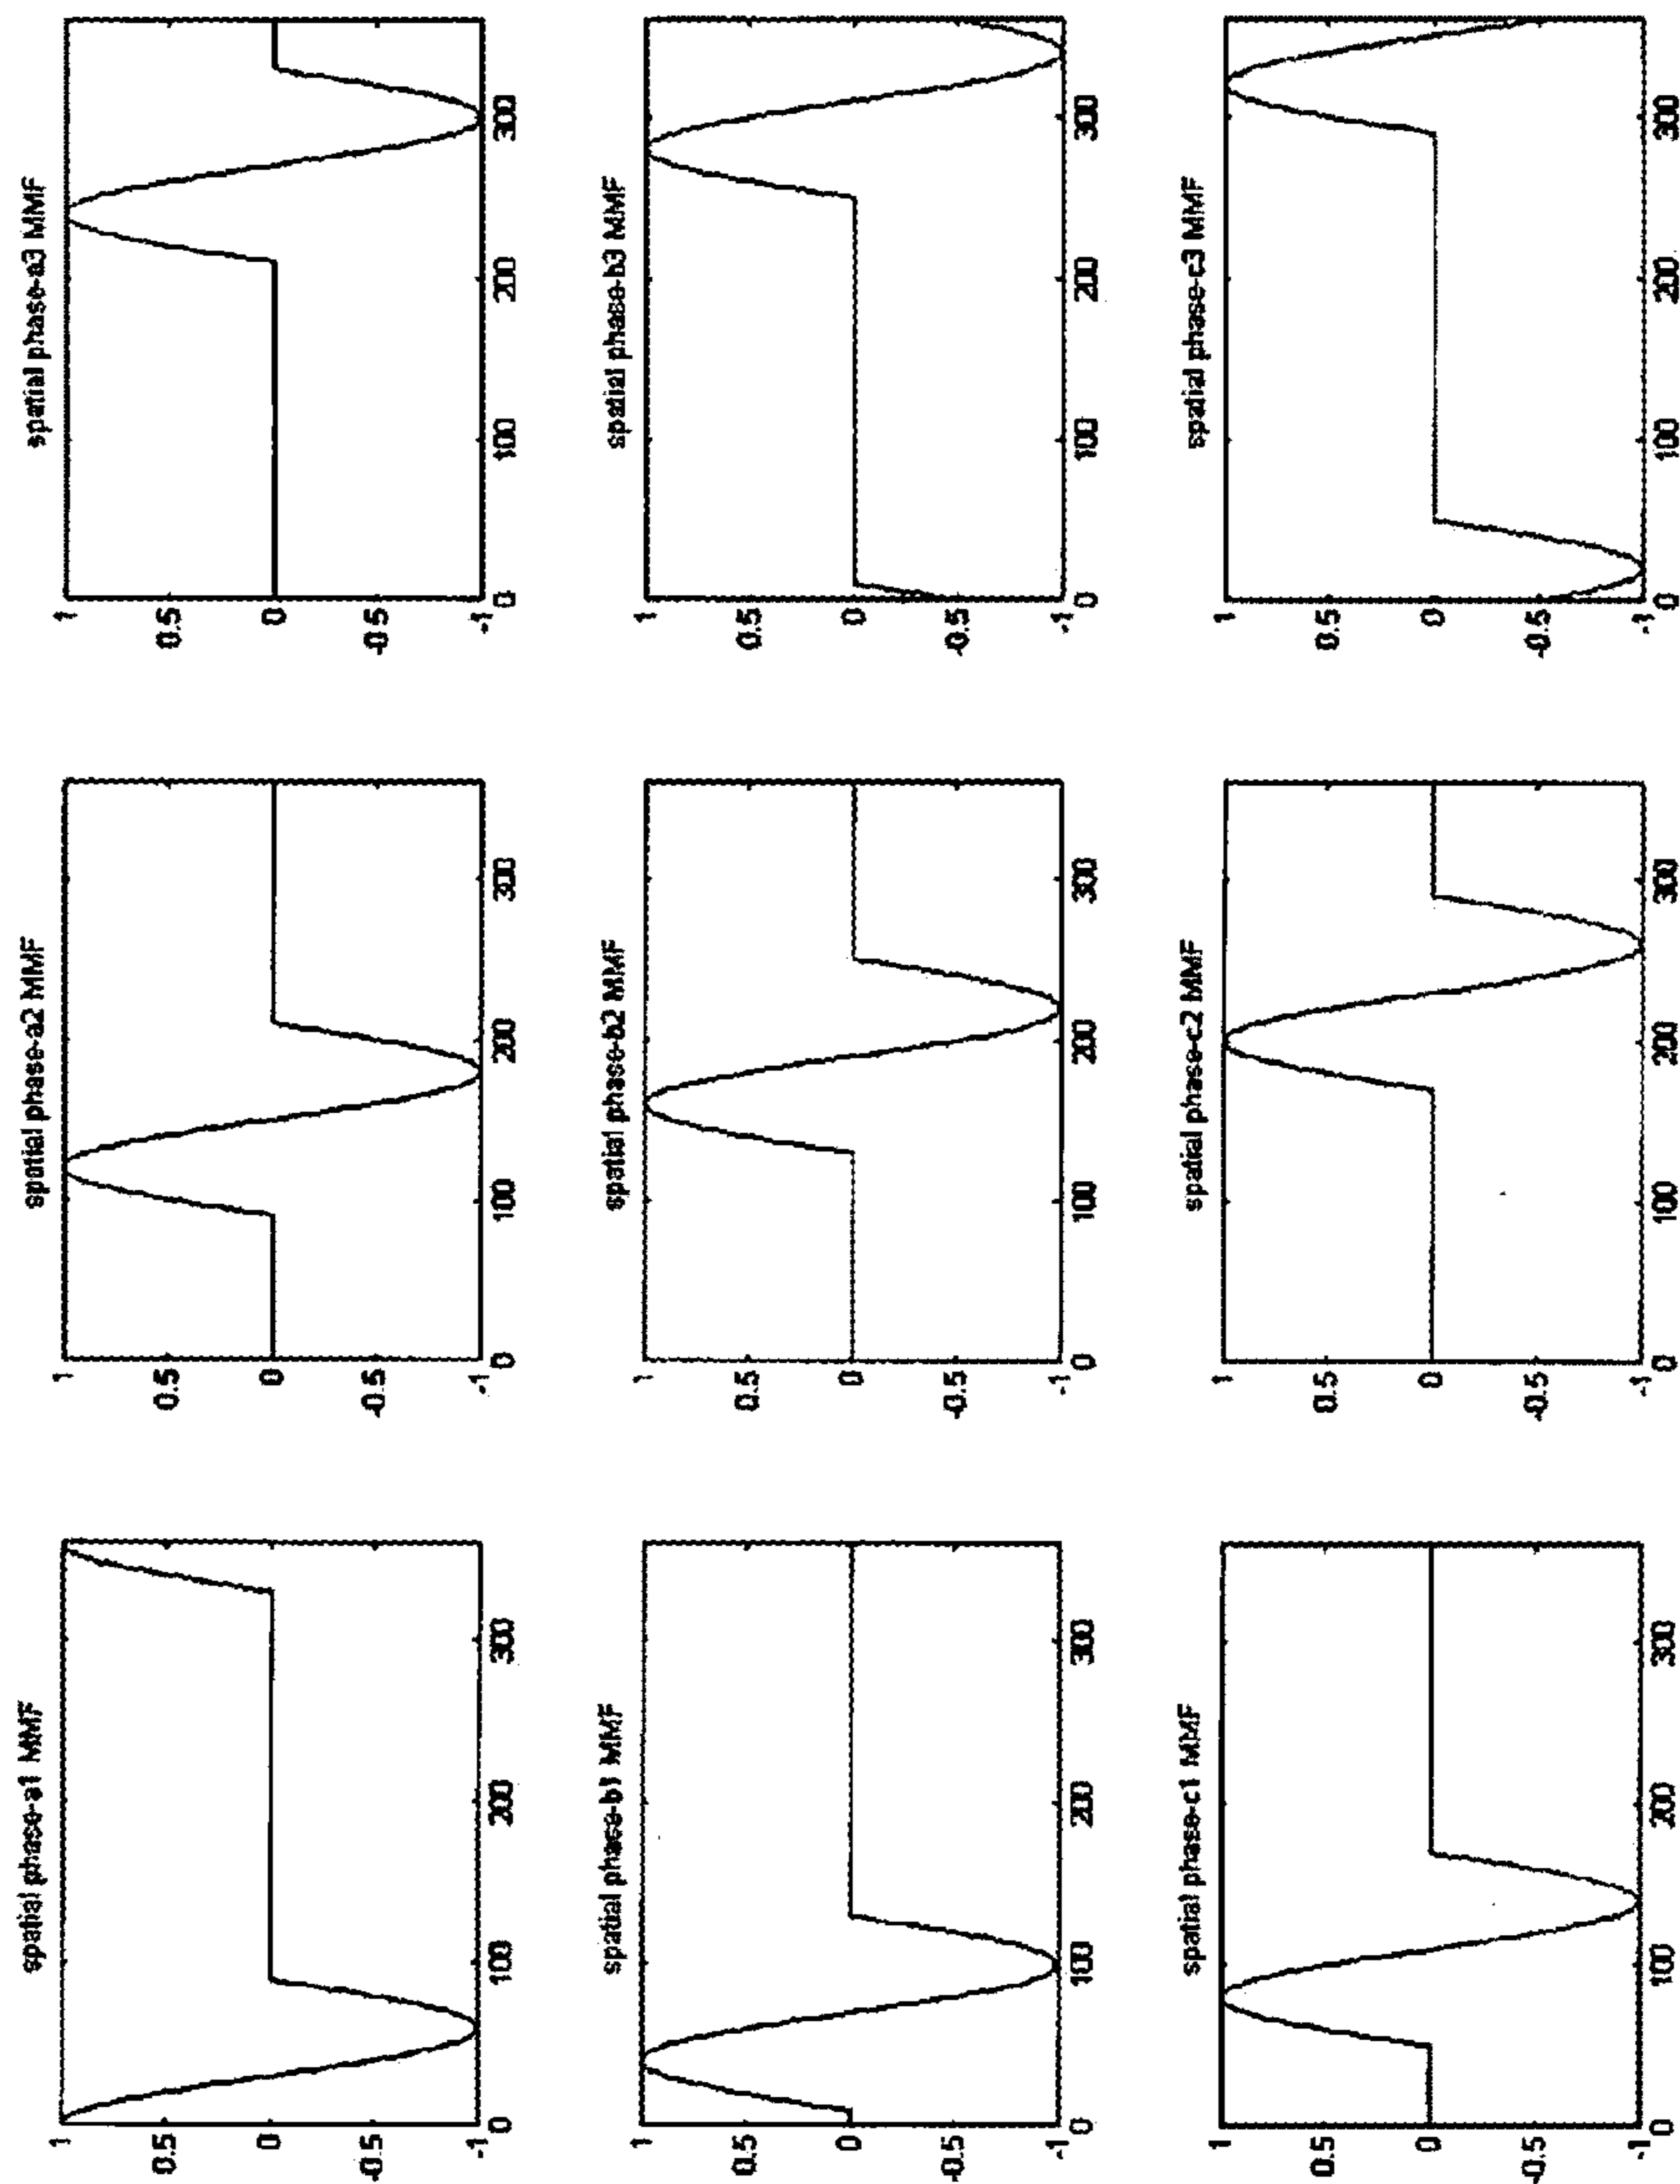 spatial phase-a1 MMF
1
0.5
0
-0.5
-1
0 100 200 300
spatial phase-a2 MMF
1
0.5
0
-0.5
-1
0 100 200 300
spatial phase-a3 MMF
1
0.5
0
-0.5
-1
0 100 200 300
spatial phase-b1 MMF
1
0.5
0
-0.5
-1
0 100 200 300
spatial phase-b2 MMF
1
0.5
0
-0.5
-1
0 100 200 300
spatial phase-b3 MMF
1
0.5
0
-0.5
-1
0 100 200 300
spatial phase-c1 MMF
1
0.5
0
-0.5
-1
0 100 200 300
spatial phase-c2 MMF
1
0.5
0
-0.5
-1
0 100 200 300
spatial phase-c3 MMF
1
0.5
0
-0.5
-1
0 100 200 300